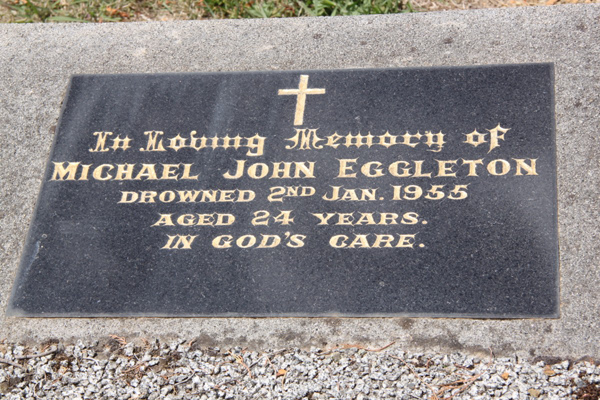 In Loving Memory of
Michael John Eggleton
drowned 2nd Jan. 1955
aged 24 years.
in God's care.